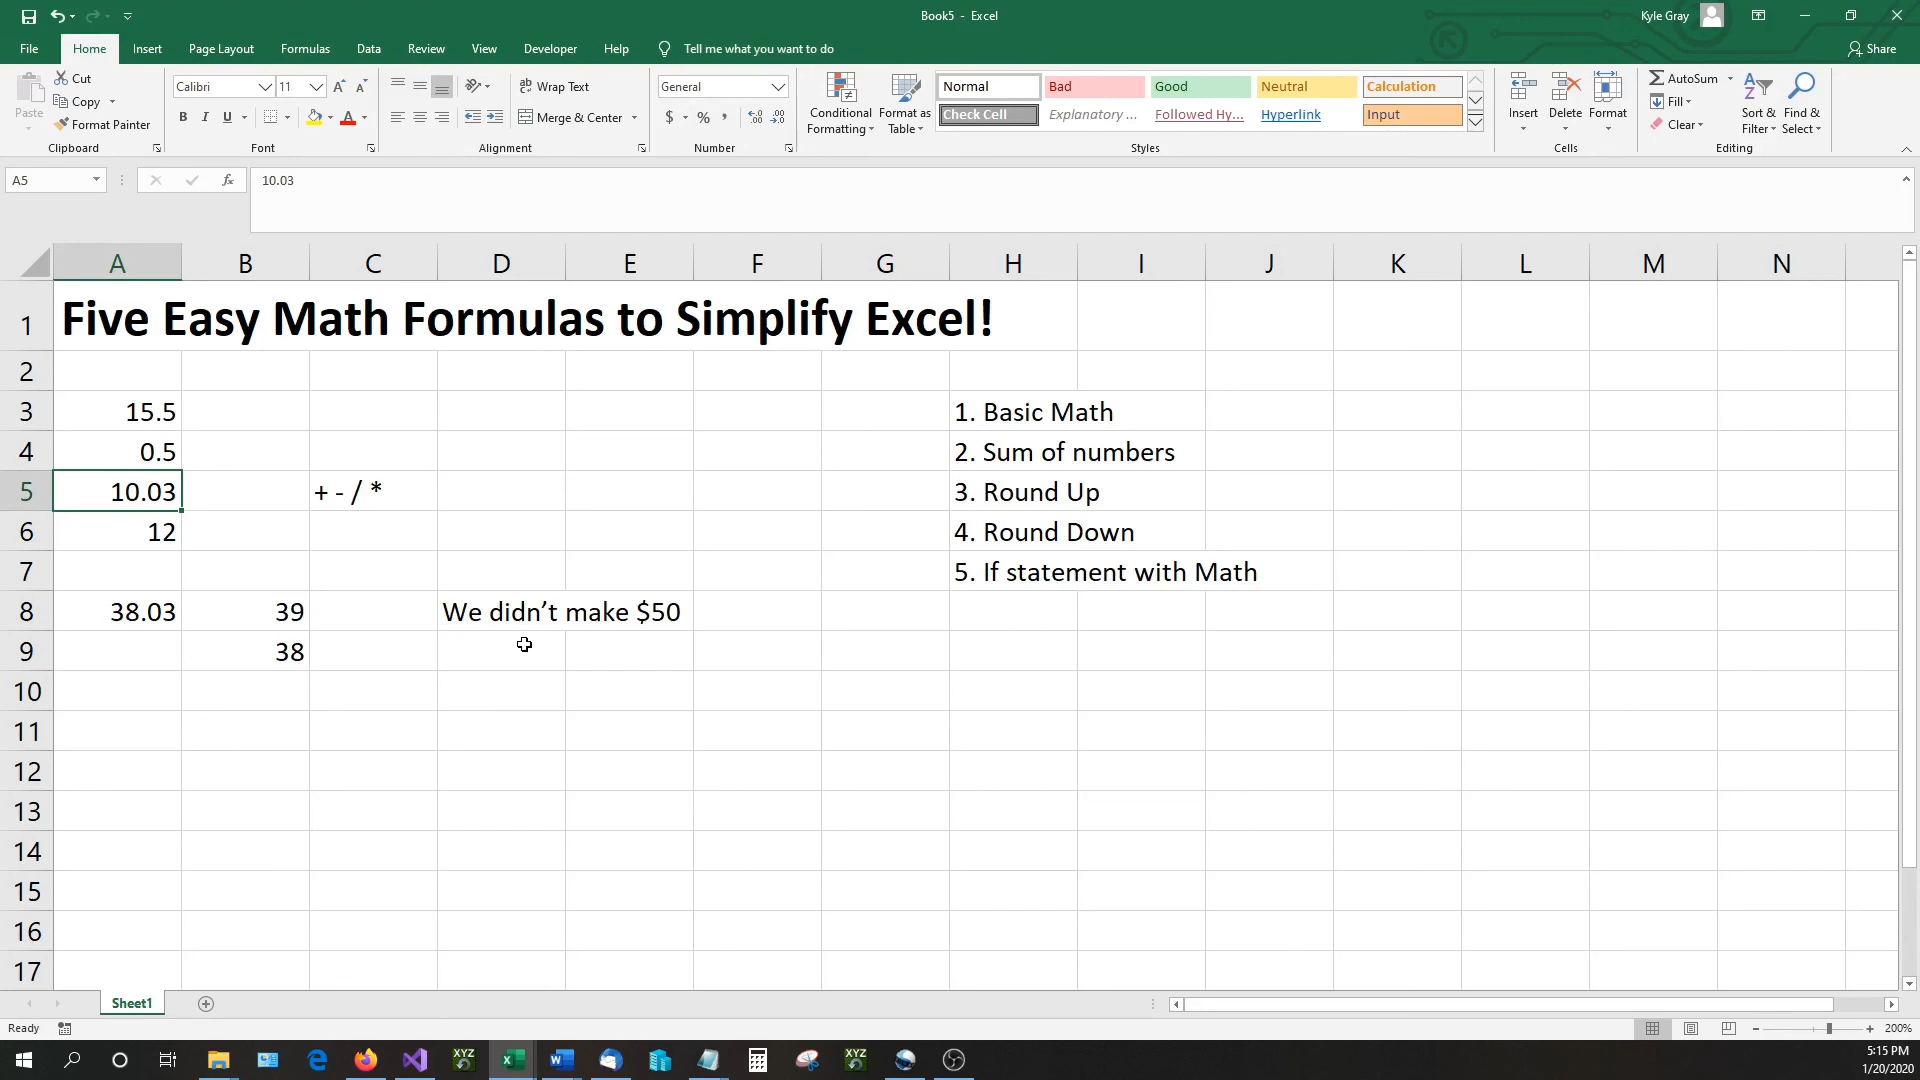 Book5 - Excel
Kyle Gray
File Home Insert Page Layout Formulas Data Review View Developer Help Tell me what you want to do Share
Paste
Cut
Copy
Format Painter
Clipboard
Calibri 11
B I U
Font
Wrap Text
Merge & Center
Alignment
General
$ % ,
Number
Conditional Formatting
Format as Table
Normal Bad Good Neutral Calculation
Check Cell Explanatory ... Followed Hy... Hyperlink Input
Styles
Insert Delete Format
Cells
AutoSum
Fill
Clear
Sort & Filter
Find & Select
Editing
A5 fx 10.03
A B C D E F G H I J K L M N
1 Five Easy Math Formulas to Simplify Excel!
2
3 15.5 1. Basic Math
4 0.5 2. Sum of numbers
5 10.03 + - / * 3. Round Up
6 12 4. Round Down
7 5. If statement with Math
8 38.03 39 We didn’t make $50
9 38
10
11
12
13
14
15
16
17
Sheet1
Ready
200%
XYZ
XYZ
5:15 PM
1/20/2020